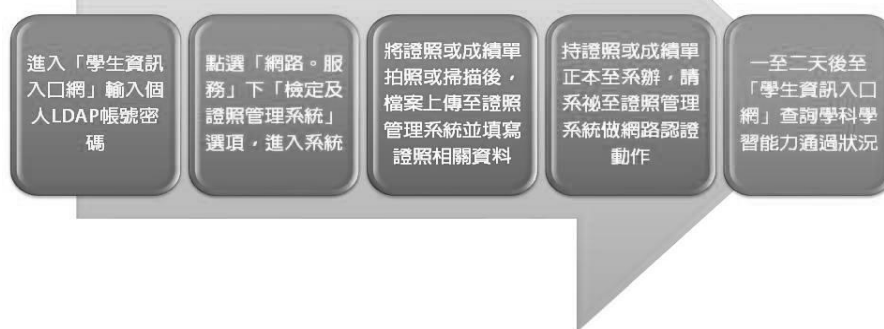 進入「學生資訊
入口網」輸入個
人LDAP帳號密
碼
點選「網路。服
務」下「檢定及
證照管理系統」
選項，進入系統
將證照或成績單
拍照或掃描後，
檔案上傳至證照
管理系統並填寫
證照相關資料
持證照或成績單
正本至系辦，請
系祕至證照管理
系統做網路認證
動作
一至二天後至
「學生資訊入口
網」查詢學科學
習能力通過狀況